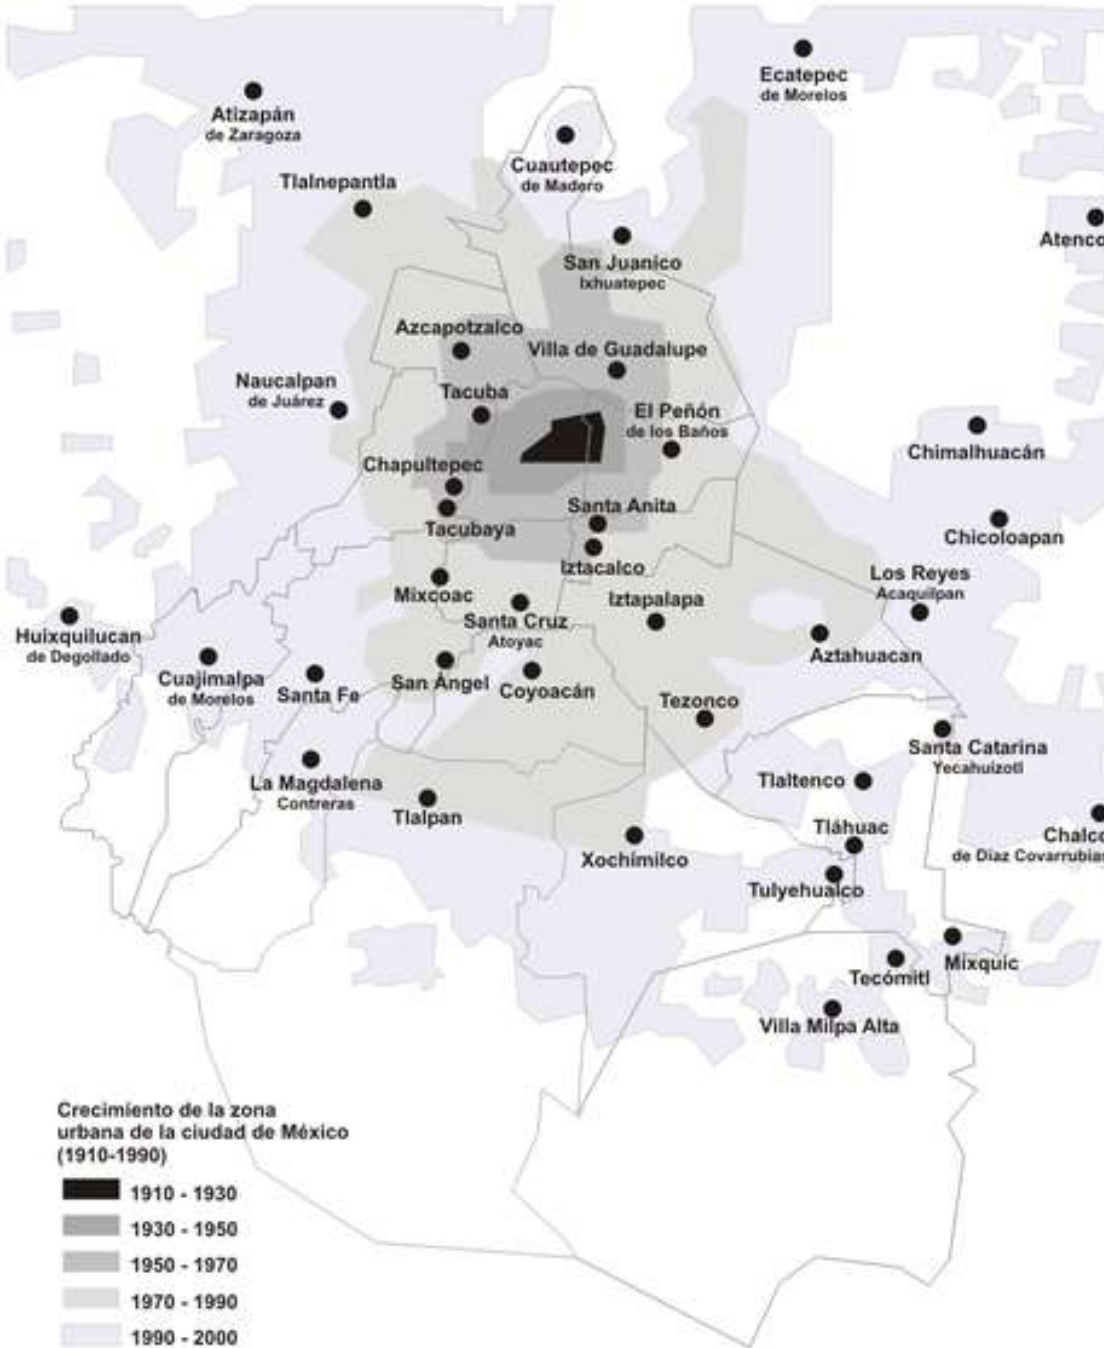 Ecatepec
de Morelos
Atizapán
de Zaragoza
Cuautepec
de Madero
Tlalnepantla
Atenco
San Juanico
Ixhuatepec
Azcapotzalco
Villa de Guadalupe
Naucalpan
de Juárez
Tacuba
El Peñón
de los Baños
Chimalhuacán
Chapultepec
Santa Anita
Tacubaya
Chicoloapan
Iztacalco
Los Reyes
Acaquilpan
Mixcoac
Iztapalapa
Santa Cruz
Atoyac
Huixquilucan
de Degollado
Aztahuacan
Cuajimalpa
de Morelos
Santa Fe
San Ángel
Coyoacán
Tezonco
Santa Catarina
Yecahuizotl
La Magdalena
Contreras
Tlaltenco
Tlalpan
Tláhuac
Chalco
de Díaz Covarrubias
Xochimilco
Tulyehualco
Mixquic
Tecómitl
Villa Milpa Alta
Crecimiento de la zona
urbana de la ciudad de México
(1910-1990)
1910 - 1930
1930 - 1950
1950 - 1970
1970 - 1990
1990 - 2000